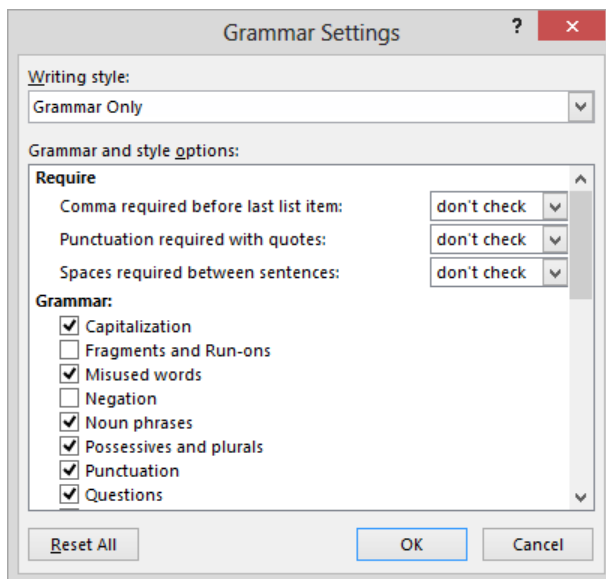 Grammar Settings ?
Writing style:
Grammar Only
Grammar and style options:
Require
Comma required before last list item: don't check
Punctuation required with quotes: don't check
Spaces required between sentences: don't check
Grammar:
Capitalization
Fragments and Run-ons
Misused words
Negation
Noun phrases
Possessives and plurals
Punctuation
Questions
Reset All OK Cancel